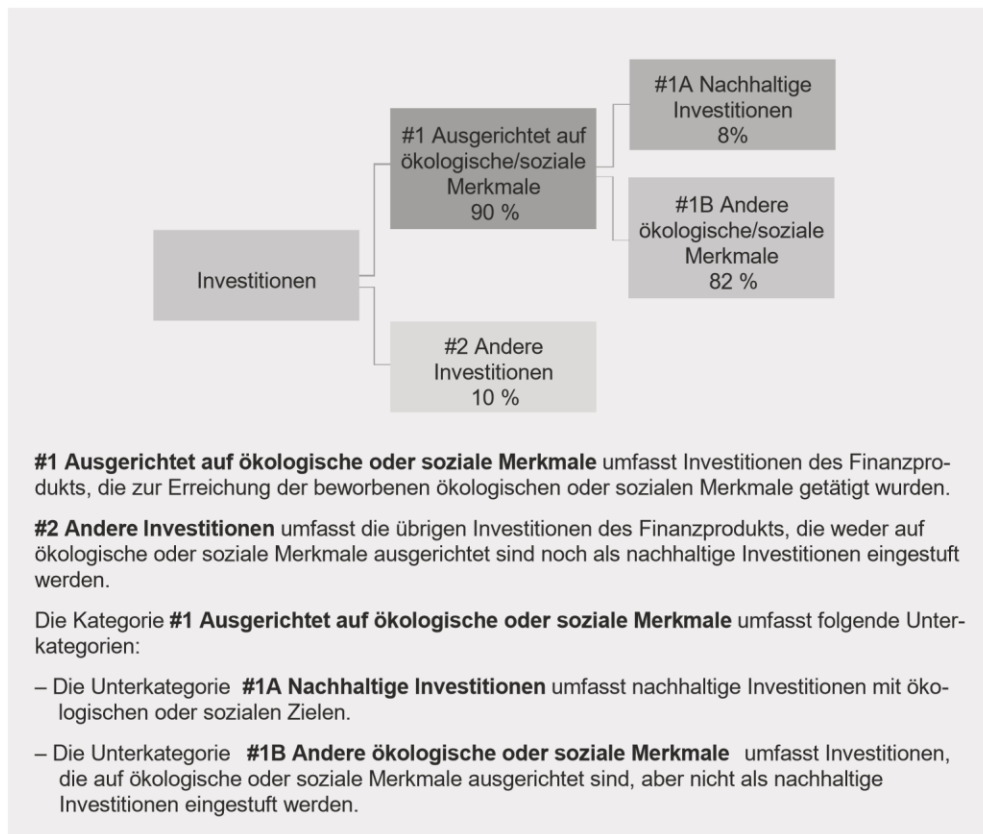 #1A Nachhaltige
Investitionen
8%
#1 Ausgerichtet auf
ökologische/soziale
Merkmale
90 %
#1B Andere
ökologische/soziale
Merkmale
82 %
Investitionen
#2 Andere
Investitionen
10 %
#1 Ausgerichtet auf ökologische oder soziale Merkmale umfasst Investitionen des Finanzpro-
dukts, die zur Erreichung der beworbenen ökologischen oder sozialen Merkmale getätigt wurden.
#2 Andere Investitionen umfasst die übrigen Investitionen des Finanzprodukts, die weder auf
ökologische oder soziale Merkmale ausgerichtet sind noch als nachhaltige Investitionen eingestuft
werden.
Die Kategorie #1 Ausgerichtet auf ökologische oder soziale Merkmale umfasst folgende Unter-
kategorien:
– Die Unterkategorie #1A Nachhaltige Investitionen umfasst nachhaltige Investitionen mit öko-
logischen oder sozialen Zielen.
– Die Unterkategorie #1B Andere ökologische oder soziale Merkmale umfasst Investitionen,
die auf ökologische oder soziale Merkmale ausgerichtet sind, aber nicht als nachhaltige
Investitionen eingestuft werden.